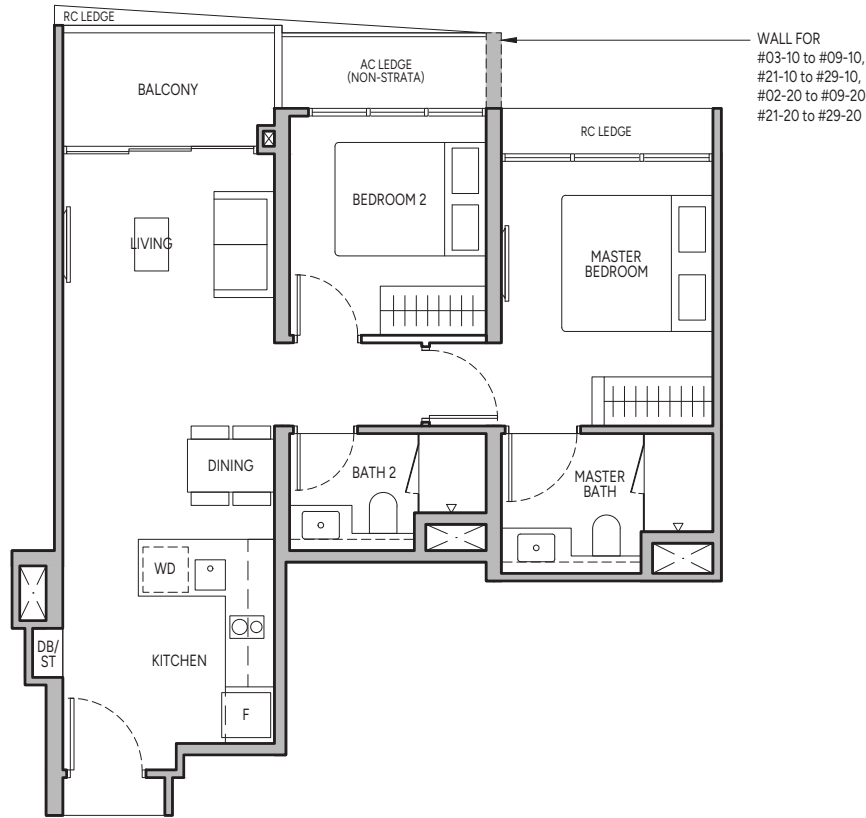 RC LEDGE
WALL FOR
#03-10 to #09-10,
#21-10 to #29-10,
#02-20 to #09-20
#21-20 to #29-20
AC LEDGE
(NON-STRATA)
BALCONY
RC LEDGE
BEDROOM 2
LIVING
MASTER
BEDROOM
DINING
BATH 2
MASTER
BATH
WD
DB/
ST
KITCHEN
F